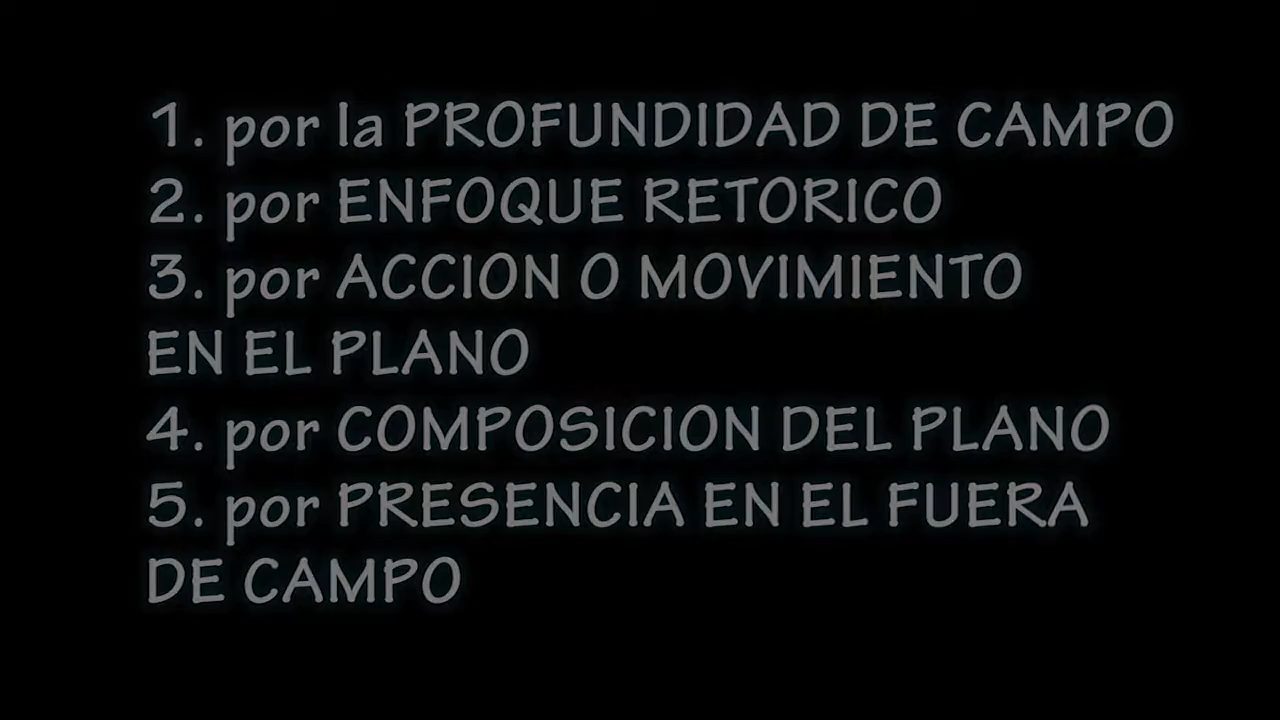 1. por la PROFUNDIDAD DE CAMPO
2. por ENFOQUE RETORICO
3. por ACCION O MOVIMIENTO
EN EL PLANO
4. por COMPOSICION DEL PLANO
5. por PRESENCIA EN EL FUERA
DE CAMPO